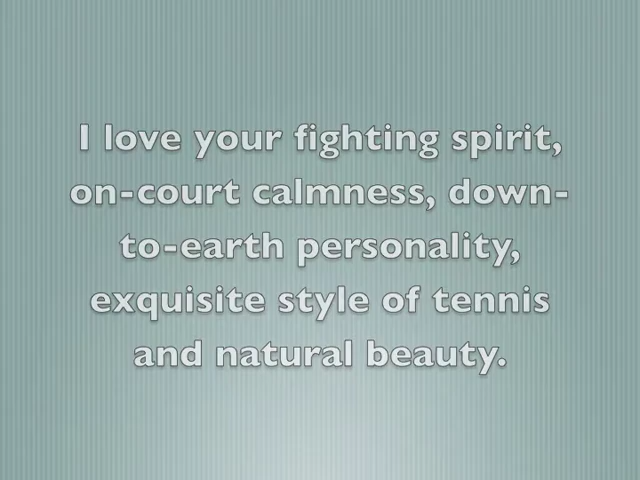 I love your fighting spirit,
on-court calmness, down-
to-earth personality,
exquisite style of tennis
and natural beauty.